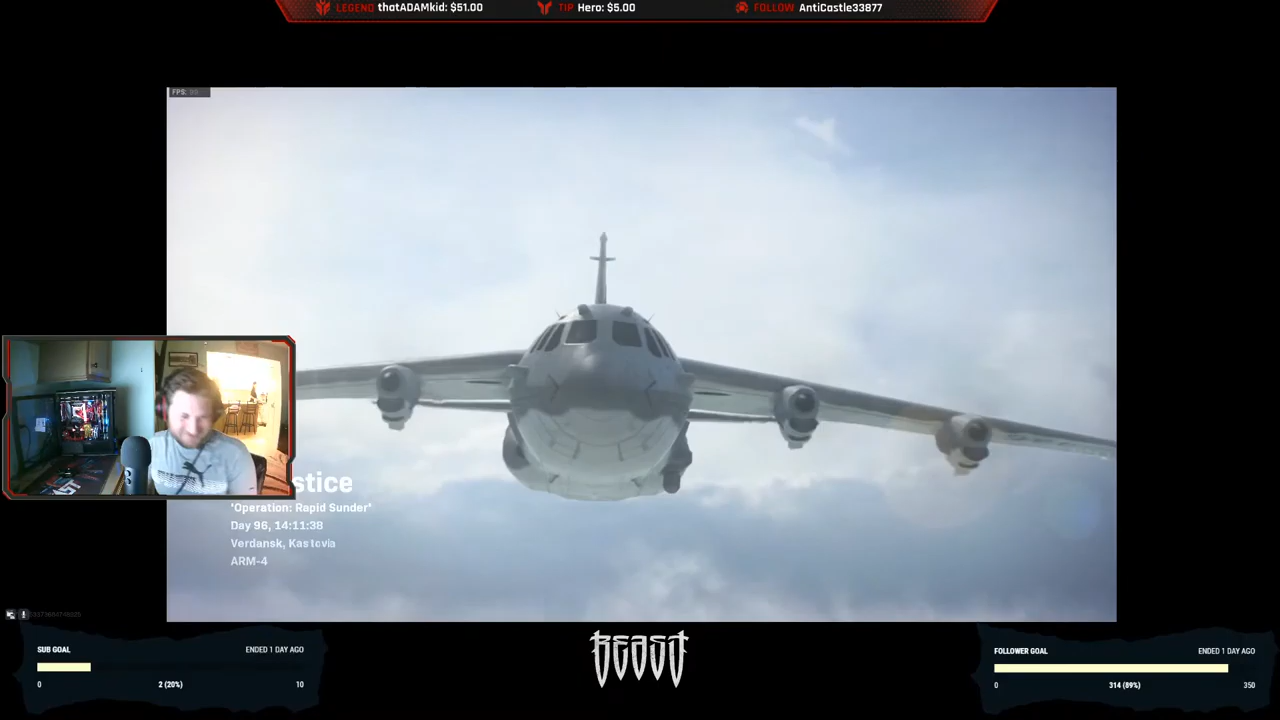 LEGEND thatADAMkid: $51.00
TIP Hero: $5.00
FOLLOW AntiCastle33877
FPS:
stice
'Operation: Rapid Sunder'
Day 96, 14:11:38
Verdansk, Kastovia
ARM-4
SUB GOAL
ENDED 1 DAY AGO
0
2 (20%)
10
BEAST
FOLLOWER GOAL
ENDED 1 DAY AGO
0
314 (89%)
350